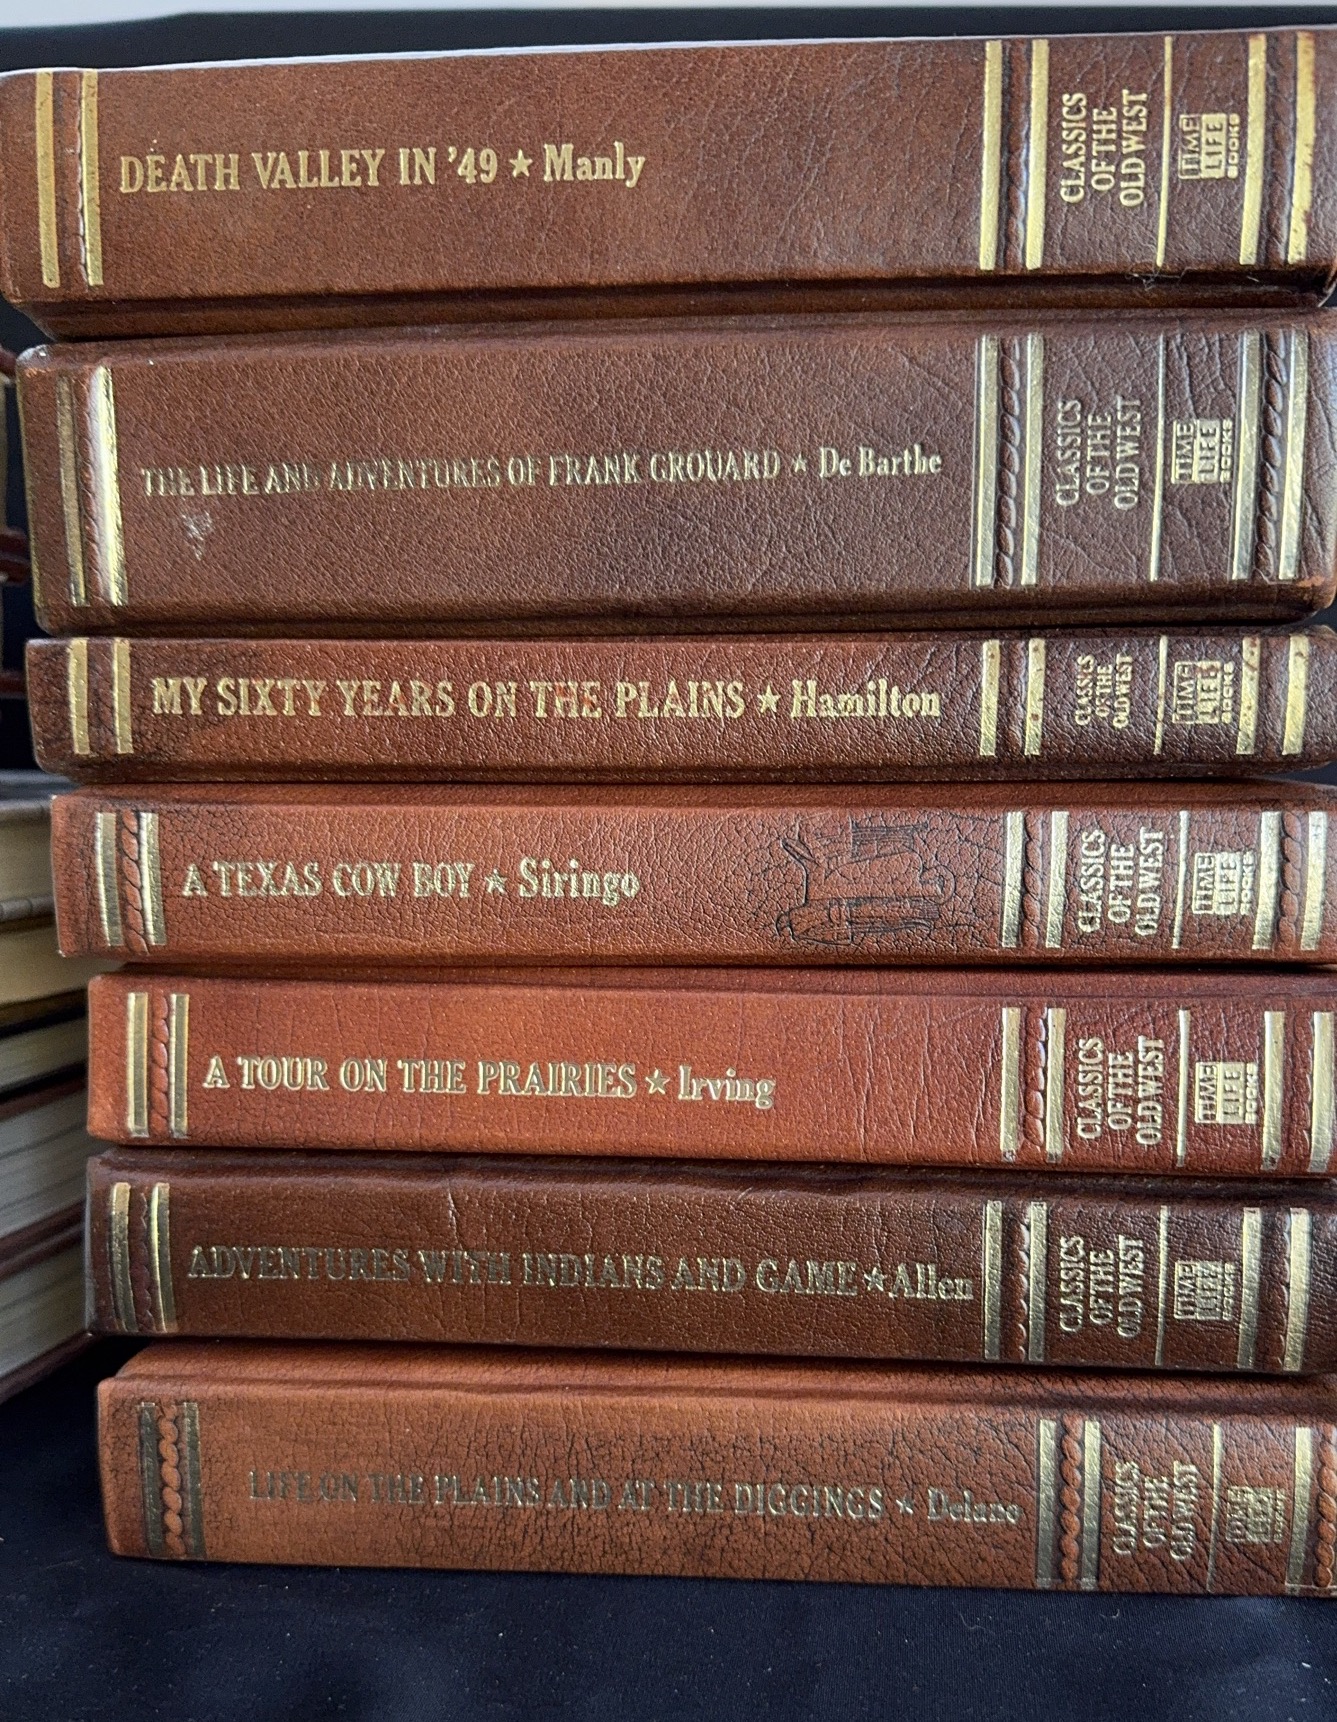 DEATH VALLEY IN '49 ★ Manly
CLASSICS
OF THE
OLD WEST
TIME
LIFE
BOOKS
THE LIFE AND ADVENTURES OF FRANK GROUARD ★ De Barthe
CLASSICS
OF THE
OLD WEST
TIME
LIFE
BOOKS
MY SIXTY YEARS ON THE PLAINS ★ Hamilton
CLASSICS
OF THE
OLD WEST
TIME
LIFE
BOOKS
A TEXAS COW BOY ★ Siringo
CLASSICS
OF THE
OLD WEST
TIME
LIFE
BOOKS
A TOUR ON THE PRAIRIES ★ Irving
CLASSICS
OF THE
OLD WEST
TIME
LIFE
BOOKS
ADVENTURES WITH INDIANS AND GAME ★ Allen
CLASSICS
OF THE
OLD WEST
TIME
LIFE
BOOKS
LIFE ON THE PLAINS AND AT THE DIGGINGS ★ Delano
CLASSICS
OF THE
OLD WEST
TIME
LIFE
BOOKS